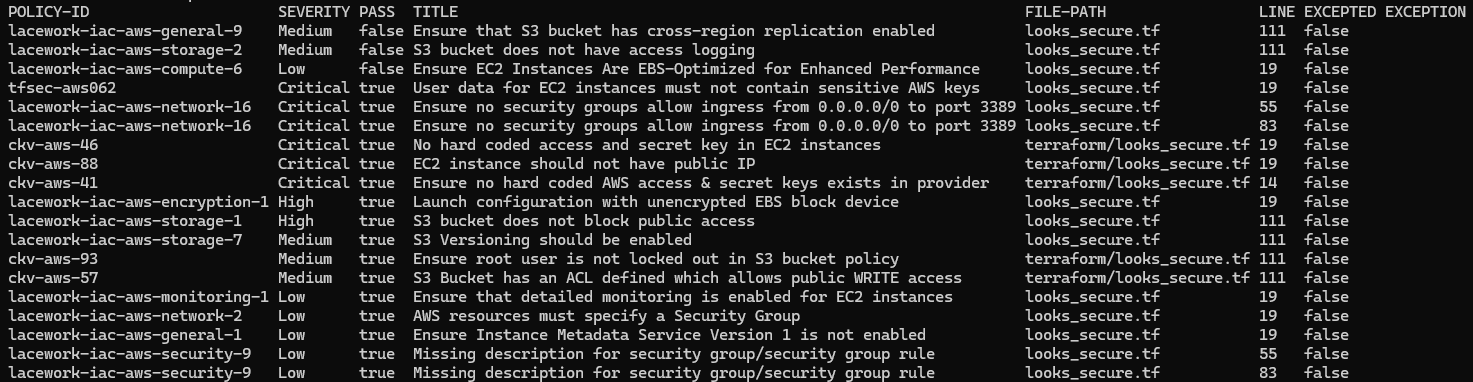 POLICY-ID SEVERITY PASS TITLE FILE-PATH LINE EXCEPTED EXCEPTION
lacework-iac-aws-general-9 Medium false Ensure that S3 bucket has cross-region replication enabled looks_secure.tf 111 false
lacework-iac-aws-storage-2 Medium false S3 bucket does not have access logging looks_secure.tf 111 false
lacework-iac-aws-compute-6 Low false Ensure EC2 Instances Are EBS-Optimized for Enhanced Performance looks_secure.tf 19 false
tfsec-aws062 Critical true User data for EC2 instances must not contain sensitive AWS keys looks_secure.tf 19 false
lacework-iac-aws-network-16 Critical true Ensure no security groups allow ingress from 0.0.0.0/0 to port 3389 looks_secure.tf 55 false
lacework-iac-aws-network-16 Critical true Ensure no security groups allow ingress from 0.0.0.0/0 to port 3389 looks_secure.tf 83 false
ckv-aws-46 Critical true No hard coded access and secret key in EC2 instances terraform/looks_secure.tf 19 false
ckv-aws-88 Critical true EC2 instance should not have public IP terraform/looks_secure.tf 19 false
ckv-aws-41 Critical true Ensure no hard coded AWS access & secret keys exists in provider terraform/looks_secure.tf 14 false
lacework-iac-aws-encryption-1 High true Launch configuration with unencrypted EBS block device looks_secure.tf 19 false
lacework-iac-aws-storage-1 High true S3 bucket does not block public access looks_secure.tf 111 false
lacework-iac-aws-storage-7 Medium true S3 Versioning should be enabled looks_secure.tf 111 false
ckv-aws-93 Medium true Ensure root user is not locked out in S3 bucket policy terraform/looks_secure.tf 111 false
ckv-aws-57 Medium true S3 Bucket has an ACL defined which allows public WRITE access terraform/looks_secure.tf 111 false
lacework-iac-aws-monitoring-1 Low true Ensure that detailed monitoring is enabled for EC2 instances looks_secure.tf 19 false
lacework-iac-aws-network-2 Low true AWS resources must specify a Security Group looks_secure.tf 19 false
lacework-iac-aws-general-1 Low true Ensure Instance Metadata Service Version 1 is not enabled looks_secure.tf 19 false
lacework-iac-aws-security-9 Low true Missing description for security group/security group rule looks_secure.tf 55 false
lacework-iac-aws-security-9 Low true Missing description for security group/security group rule looks_secure.tf 83 false